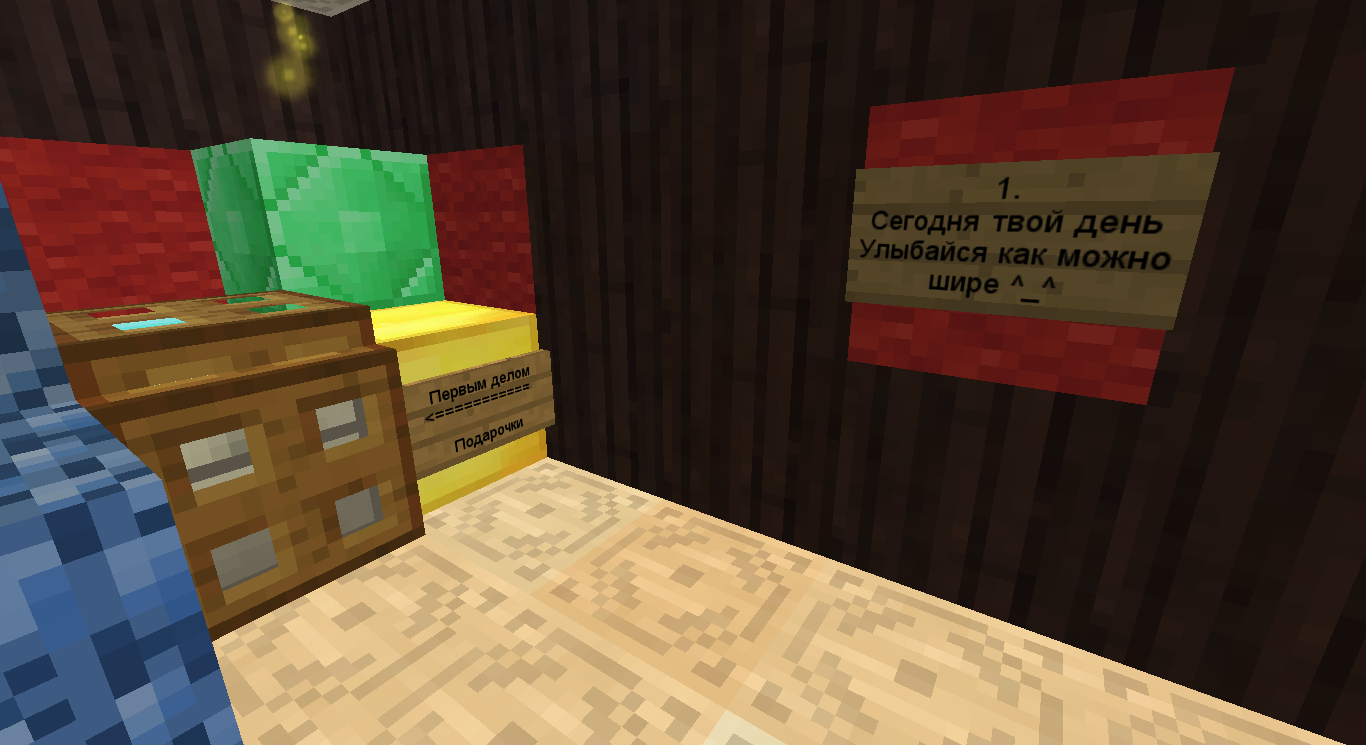 1.
Сегодня твой день
Улыбайся как можно
шире ^_^
Первым делом
<===========
Подарочки